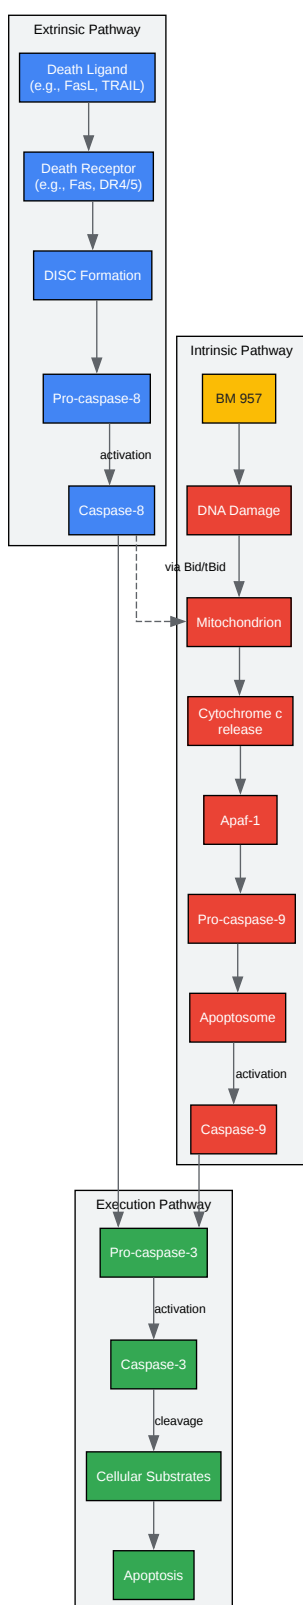 Extrinsic Pathway
Death Ligand
(e.g., FasL, TRAIL)
Death Receptor
(e.g., Fas, DR4/5)
DISC Formation
Pro-caspase-8
activation
Caspase-8
Intrinsic Pathway
BM 957
DNA Damage
via Bid/tBid
Mitochondrion
Cytochrome c
release
Apaf-1
Pro-caspase-9
Apoptosome
activation
Caspase-9
Execution Pathway
Pro-caspase-3
activation
Caspase-3
cleavage
Cellular Substrates
Apoptosis